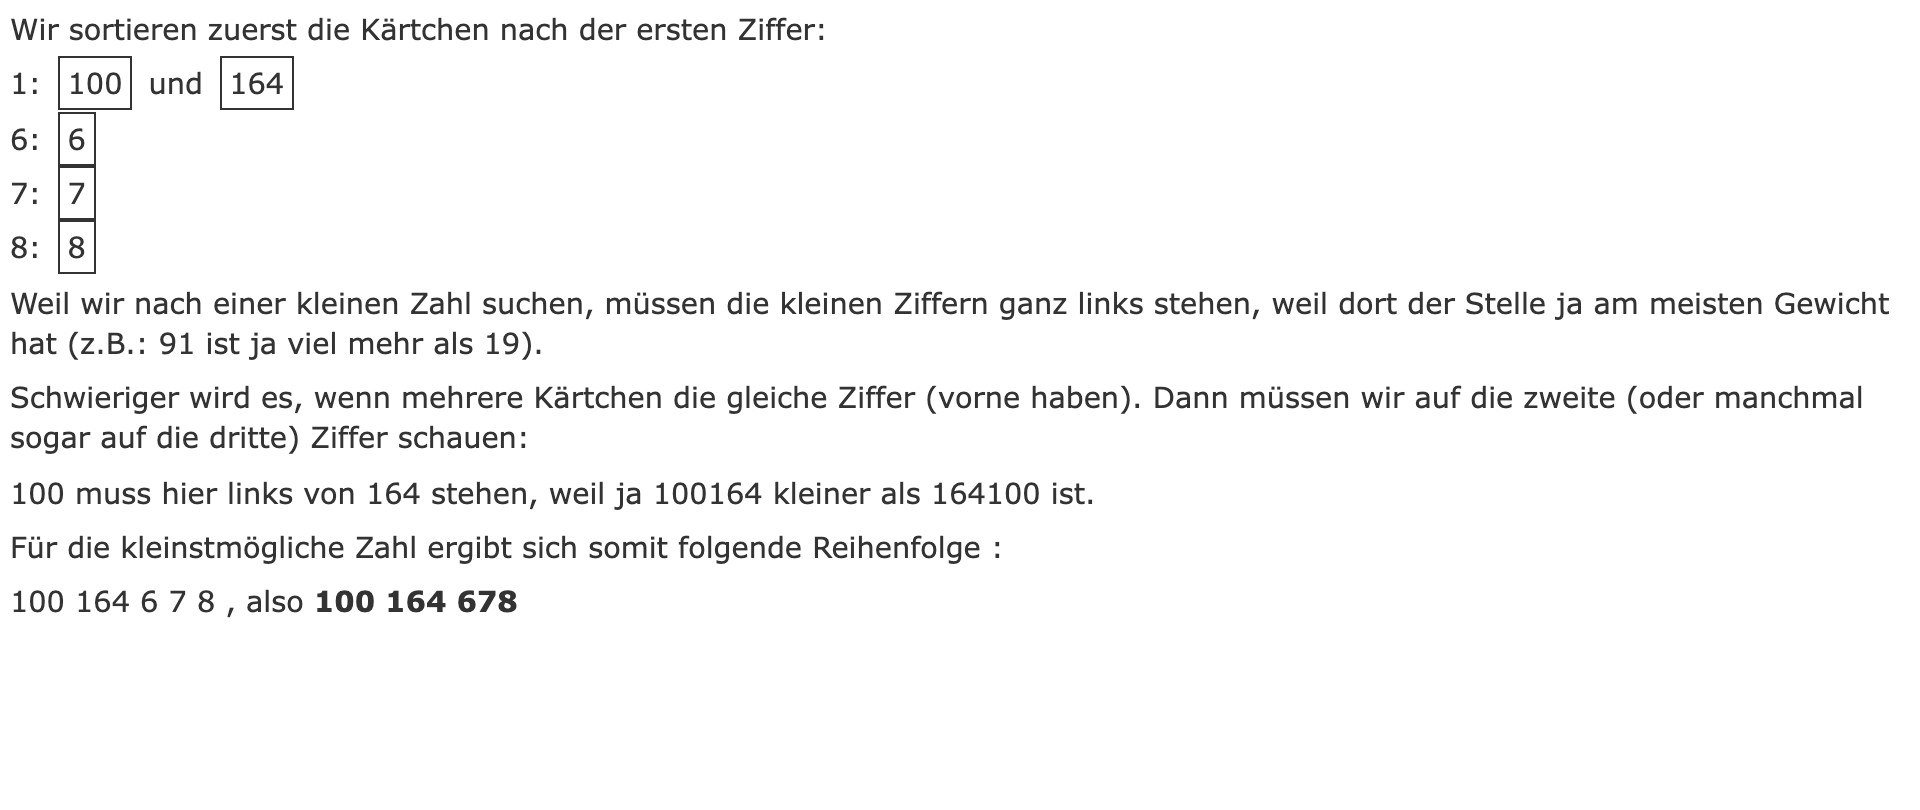 Wir sortieren zuerst die Kärtchen nach der ersten Ziffer:
1: 100 und 164
6: 6
7: 7
8: 8
Weil wir nach einer kleinen Zahl suchen, müssen die kleinen Ziffern ganz links stehen, weil dort der Stelle ja am meisten Gewicht
hat (z.B.: 91 ist ja viel mehr als 19).
Schwieriger wird es, wenn mehrere Kärtchen die gleiche Ziffer (vorne haben). Dann müssen wir auf die zweite (oder manchmal
sogar auf die dritte) Ziffer schauen:
100 muss hier links von 164 stehen, weil ja 100164 kleiner als 164100 ist.
Für die kleinstmögliche Zahl ergibt sich somit folgende Reihenfolge :
100 164 6 7 8 , also 100 164 678